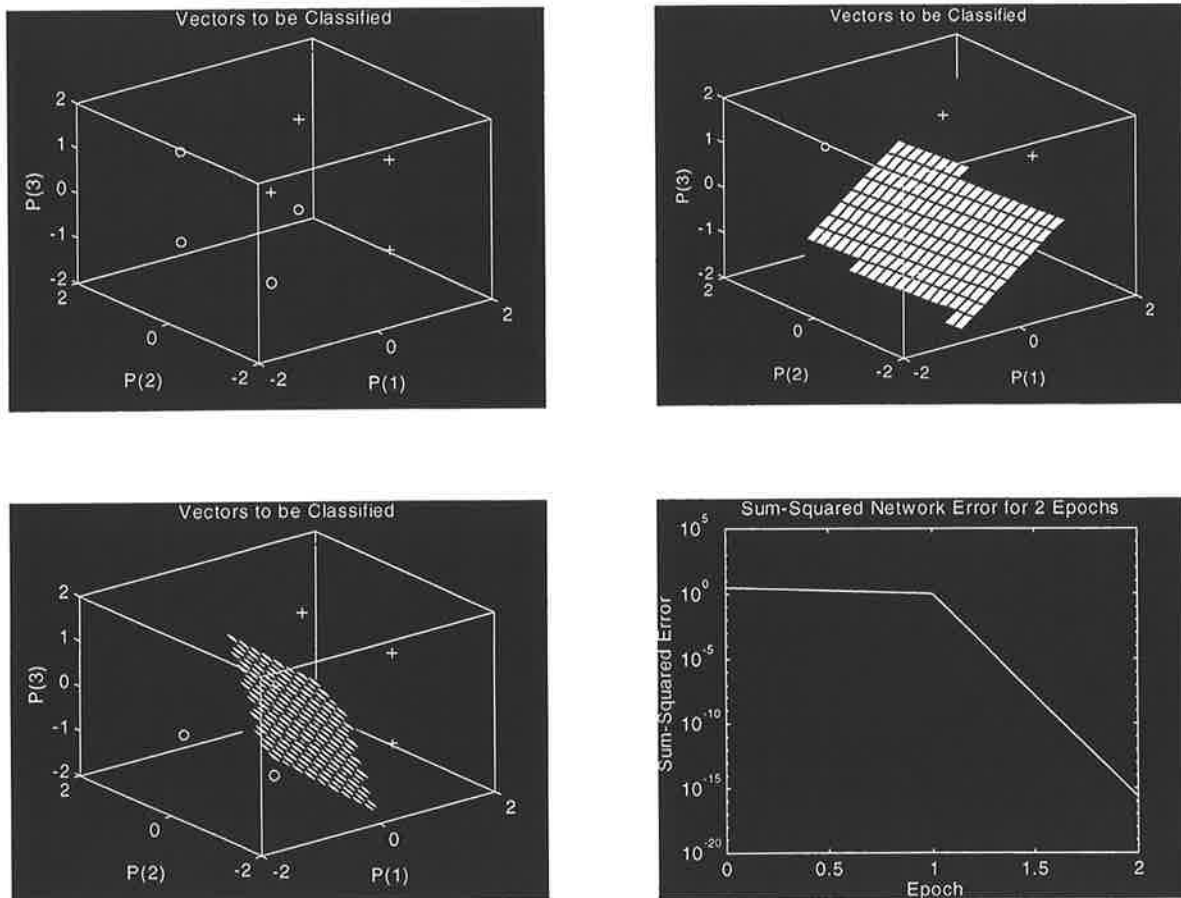 Vectors to be Classified
2
1
0
-1
-2
P(3)
2
0
-2
P(2)
-2
0
2
P(1)
Vectors to be Classified
2
1
0
-1
-2
P(3)
2
0
-2
P(2)
-2
0
2
P(1)
Vectors to be Classified
2
1
0
-1
-2
P(3)
2
0
-2
P(2)
-2
0
2
P(1)
Sum-Squared Network Error for 2 Epochs
10^5
10^0
10^-5
10^-10
10^-15
10^-20
Sum-Squared Error
0
0.5
1
1.5
2
Epoch